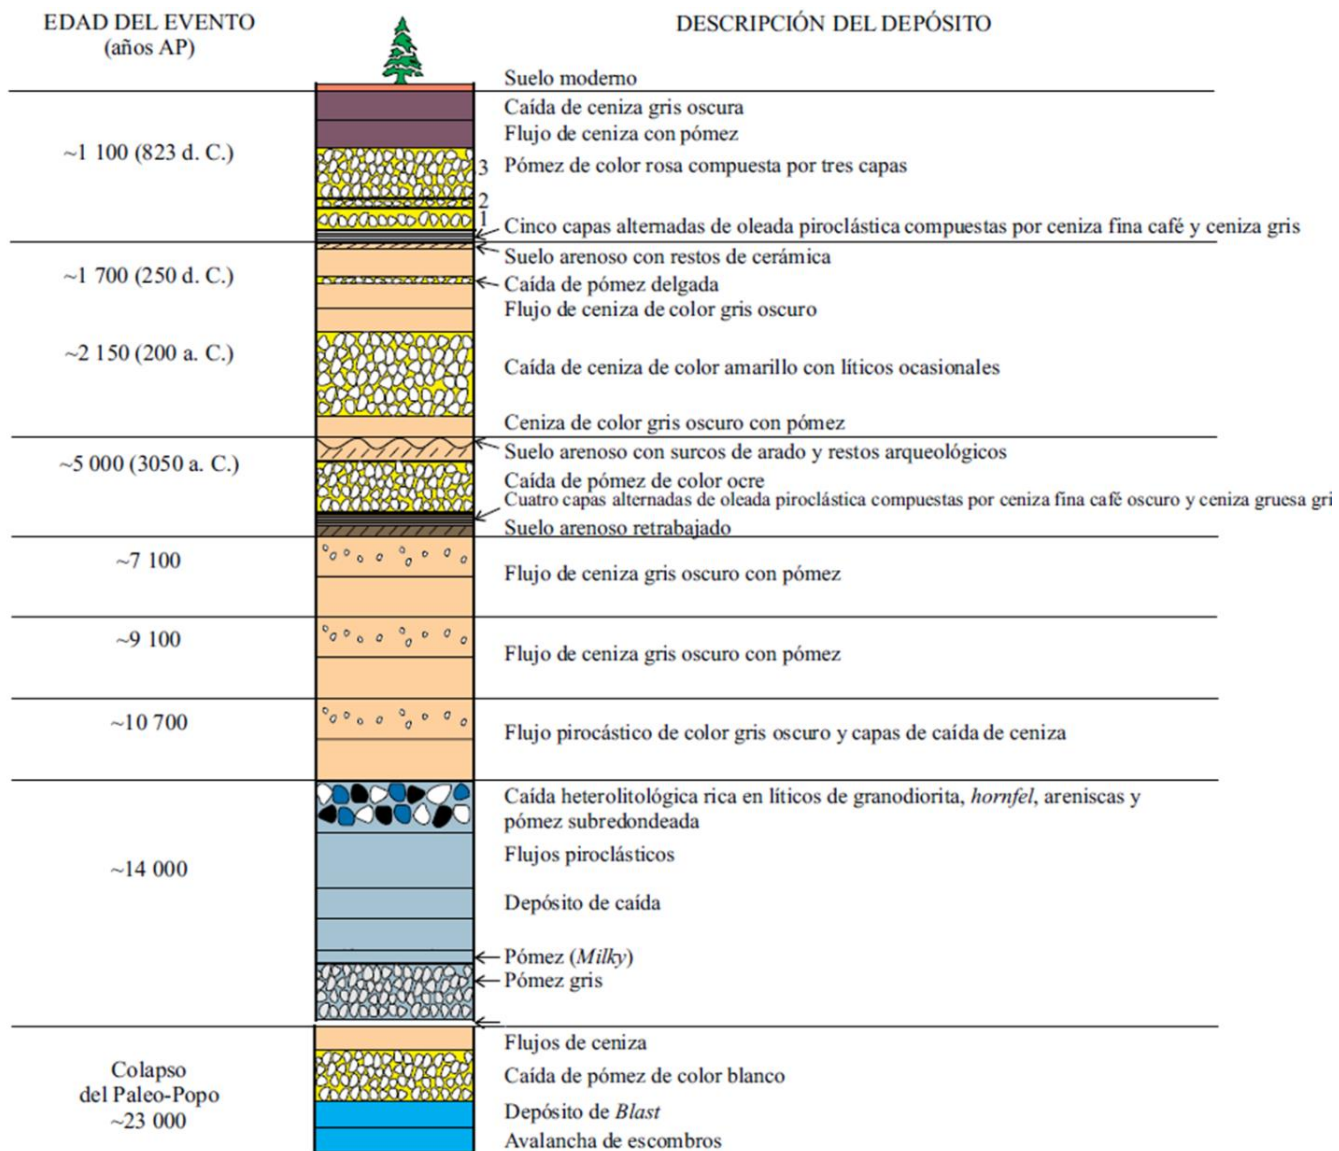 EDAD DEL EVENTO
(años AP)
DESCRIPCIÓN DEL DEPÓSITO
Suelo moderno
~1 100 (823 d. C.)
Caída de ceniza gris oscura
Flujo de ceniza con pómez
3
Pómez de color rosa compuesta por tres capas
2
1
Cinco capas alternadas de oleada piroclástica compuestas por ceniza fina café y ceniza gris
~1 700 (250 d. C.)
Suelo arenoso con restos de cerámica
Caída de pómez delgada
Flujo de ceniza de color gris oscuro
~2 150 (200 a. C.)
Caída de ceniza de color amarillo con líticos ocasionales
Ceniza de color gris oscuro con pómez
~5 000 (3050 a. C.)
Suelo arenoso con surcos de arado y restos arqueológicos
Caída de pómez de color ocre
Cuatro capas alternadas de oleada piroclástica compuestas por ceniza fina café oscuro y ceniza gruesa gri
Suelo arenoso retrabajado
~7 100
Flujo de ceniza gris oscuro con pómez
~9 100
Flujo de ceniza gris oscuro con pómez
~10 700
Flujo pirocástico de color gris oscuro y capas de caída de ceniza
~14 000
Caída heterolitológica rica en líticos de granodiorita, hornfel, areniscas y
pómez subredondeada
Flujos piroclásticos
Depósito de caída
Pómez (Milky)
Pómez gris
Colapso
del Paleo-Popo
~23 000
Flujos de ceniza
Caída de pómez de color blanco
Depósito de Blast
Avalancha de escombros